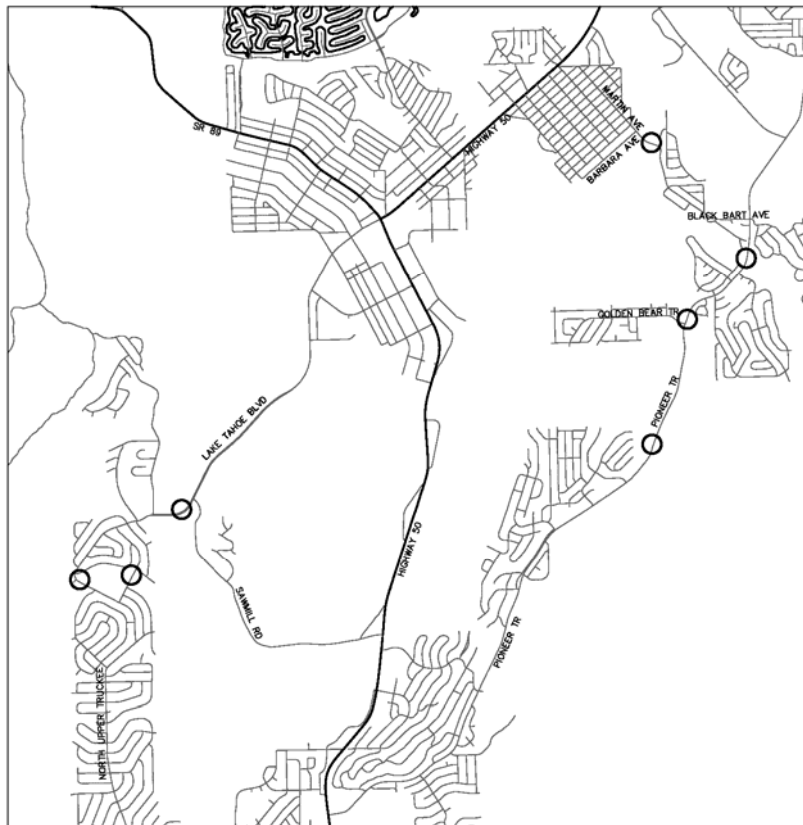 MARTIN AVE
SR 89
HIGHWAY 50
BARBARA AVE
BLACK BART AVE
GOLDEN BEAR TR
PIONEER TR
LAKE TAHOE BLVD
HIGHWAY 50
SAWMILL RD
PIONEER TR
NORTH UPPER TRUCKEE